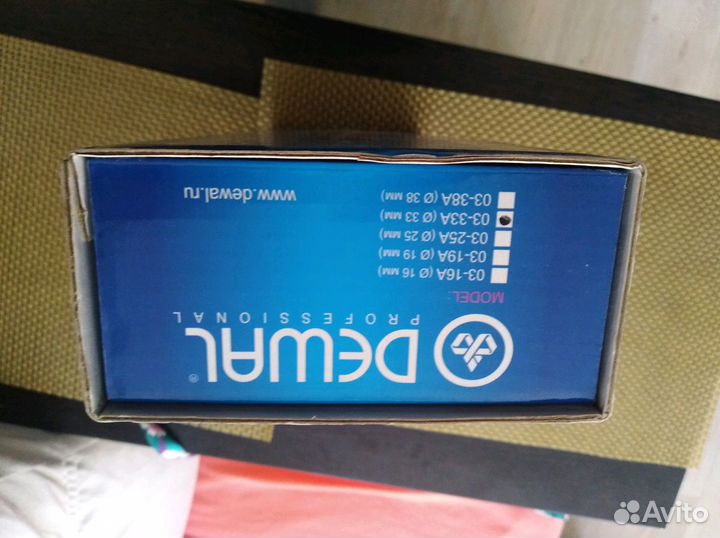 DEWAL®
PROFESSIONAL
MODEL:
03-16A (Ø 16 мм)
03-19A (Ø 19 мм)
03-25A (Ø 25 мм)
03-33A (Ø 33 мм)
03-38A (Ø 38 мм)
www.dewal.ru
Avito